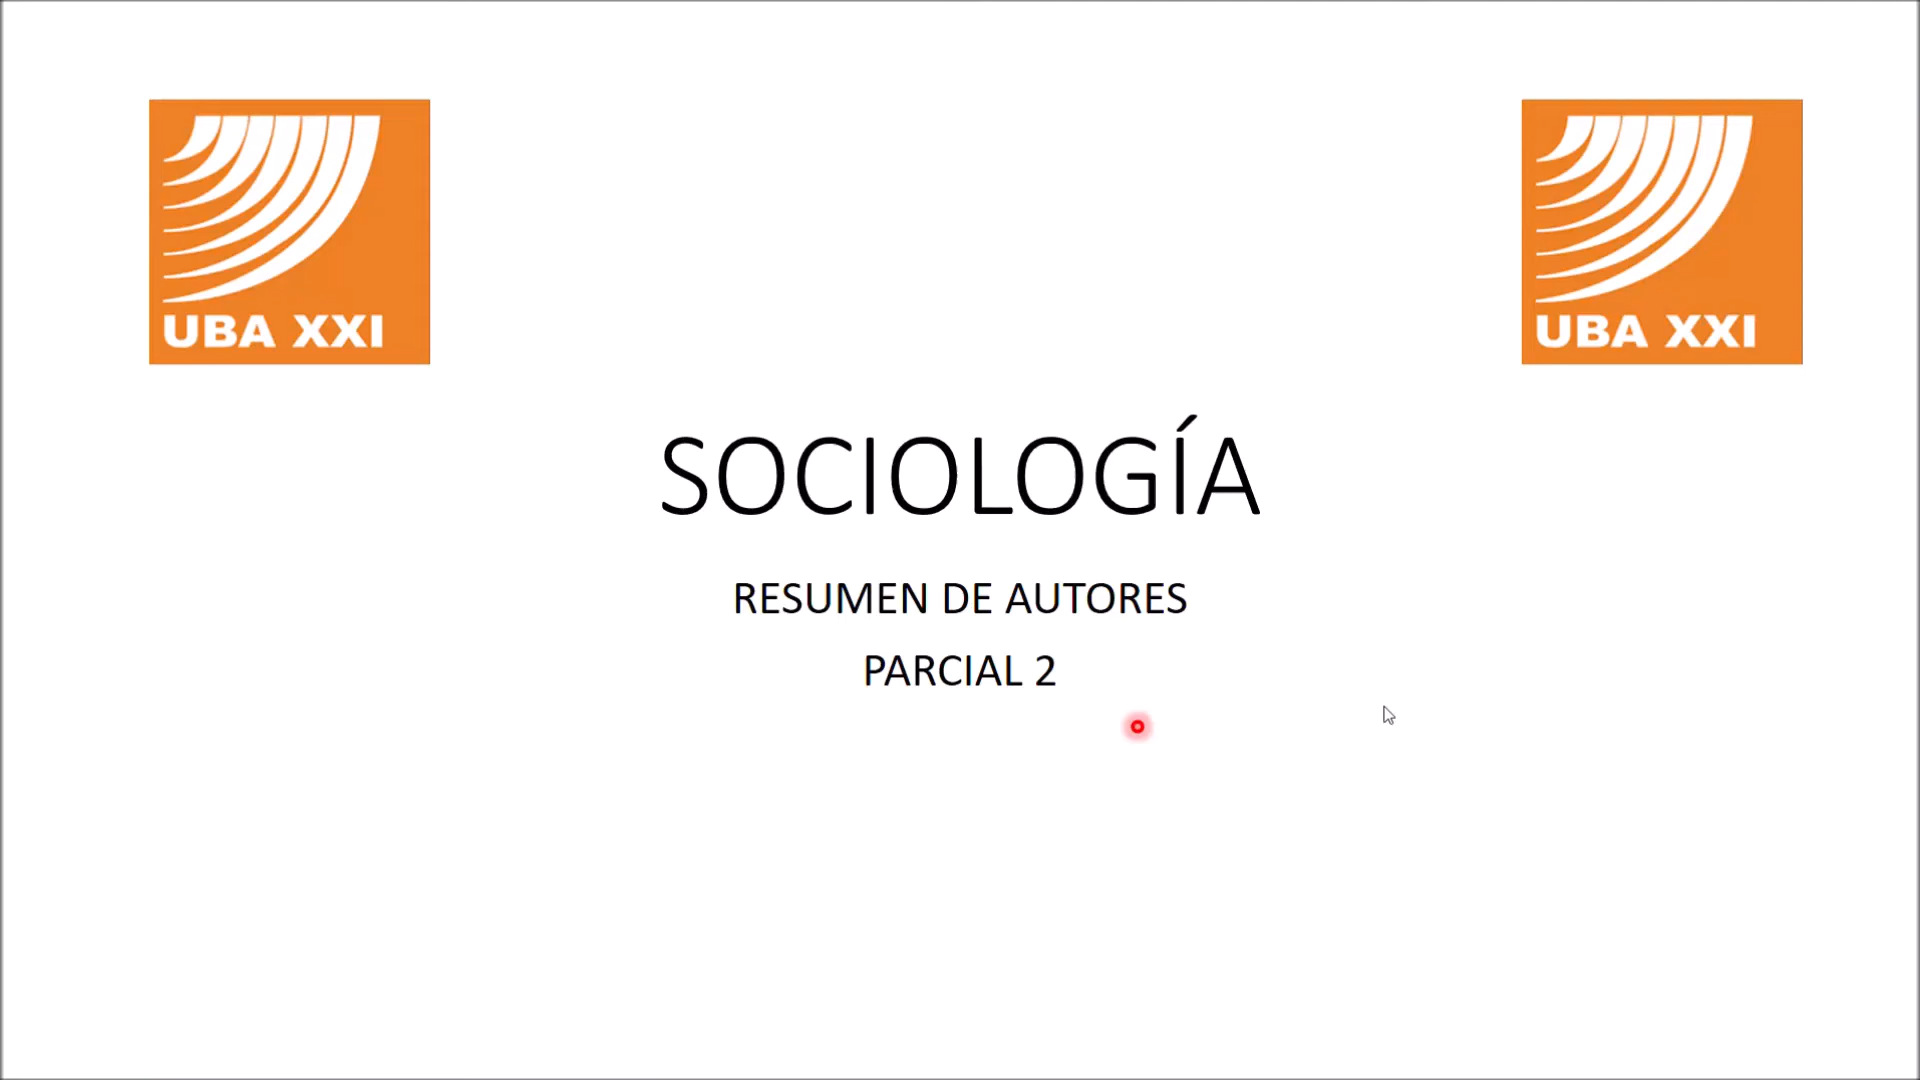 UBA XXI
UBA XXI
SOCIOLOGÍA
RESUMEN DE AUTORES
PARCIAL 2